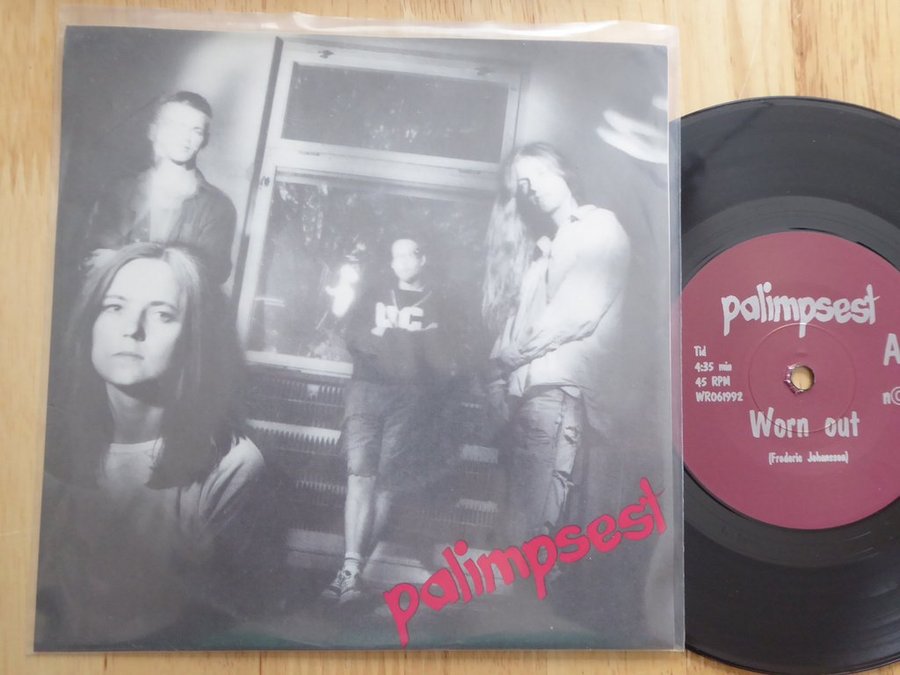 palimpsest
palimpsest
Tid
4:35 min
45 RPM
WR061992
A
Worn out
(Frederic Johansson)